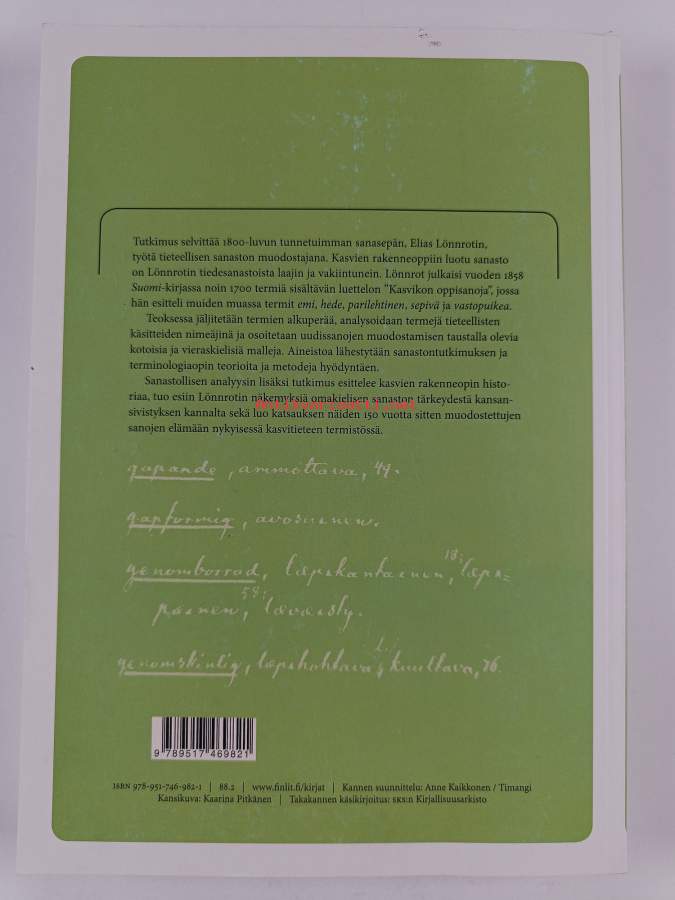 Tutkimus selvittää 1800-luvun tunnetuimman sanasepän, Elias Lönnrotin,
työtä tieteellisen sanaston muodostajana. Kasvien rakenneoppiin luotu sanasto
on Lönnrotin tiedesanastoista laajin ja vakiintunein. Lönnrot julkaisi vuoden 1858
Suomi-kirjassa noin 1700 termiä sisältävän luettelon ”Kasvikon oppisanoja”, jossa
hän esitteli muiden muassa termit emi, hede, parilehtinen, sepivä ja vastopuikea.
Teoksessa jäljitetään termien alkuperää, analysoidaan termejä tieteellisten
käsitteiden nimeäjinä ja osoitetaan uudissanojen muodostamisen taustalla olevia
kotoisia ja vieraskielisiä malleja. Aineistoa lähestytään sanastontutkimuksen ja
terminologiaopin teorioita ja metodeja hyödyntäen.
Sanastollisen analyysin lisäksi tutkimus esittelee kasvien rakenneopin histo-
riaa, tuo esiin Lönnrotin näkemyksiä omakielisen sanaston tärkeydestä kansan-
sivistyksen kannalta sekä luo katsauksen näiden 150 vuotta sitten muodostettujen
sanojen elämään nykyisessä kasvitieteen termistössä.
gapande, ammottava, 47.
gapformig, avosuinen.
genomborrad, 18;
58;
genomskinlig, läpihohtava, kuultava, 26.
9 789517 469821
ISBN 978-951-746-982-1 | 88.2 | www.finlit.fi/kirjat | Kannen suunnittelu: Anne Kaikkonen / Timangi
Kansikuva: Kaarina Pitkänen | Takakannen käsikirjoitus: SKS:n Kirjallisuusarkisto